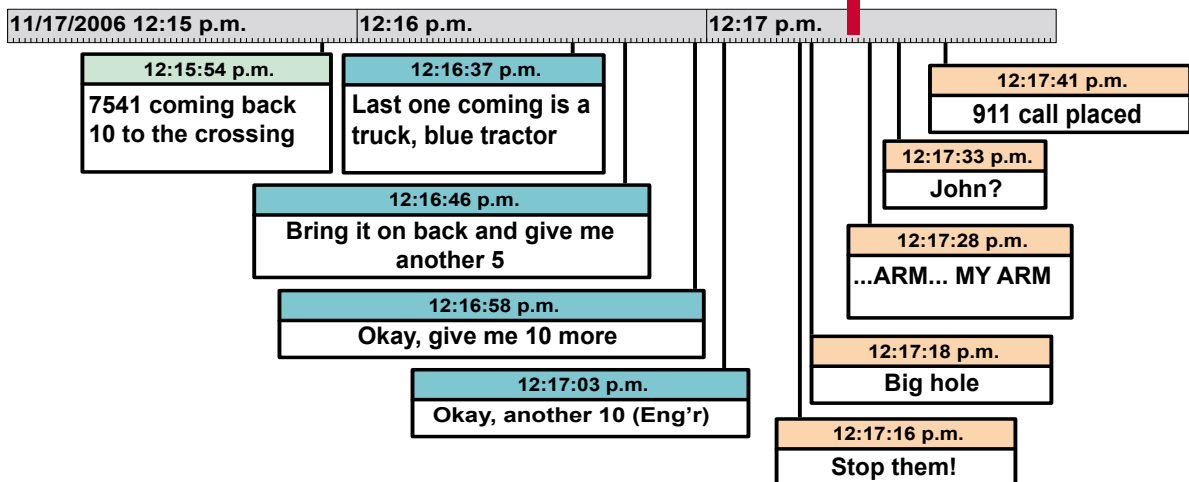 11/17/2006 12:15 p.m.
12:16 p.m.
12:17 p.m.
12:15:54 p.m.
7541 coming back
10 to the crossing
12:16:37 p.m.
Last one coming is a
truck, blue tractor
12:16:46 p.m.
Bring it on back and give me
another 5
12:16:58 p.m.
Okay, give me 10 more
12:17:03 p.m.
Okay, another 10 (Eng’r)
12:17:41 p.m.
911 call placed
12:17:33 p.m.
John?
12:17:28 p.m.
...ARM... MY ARM
12:17:18 p.m.
Big hole
12:17:16 p.m.
Stop them!